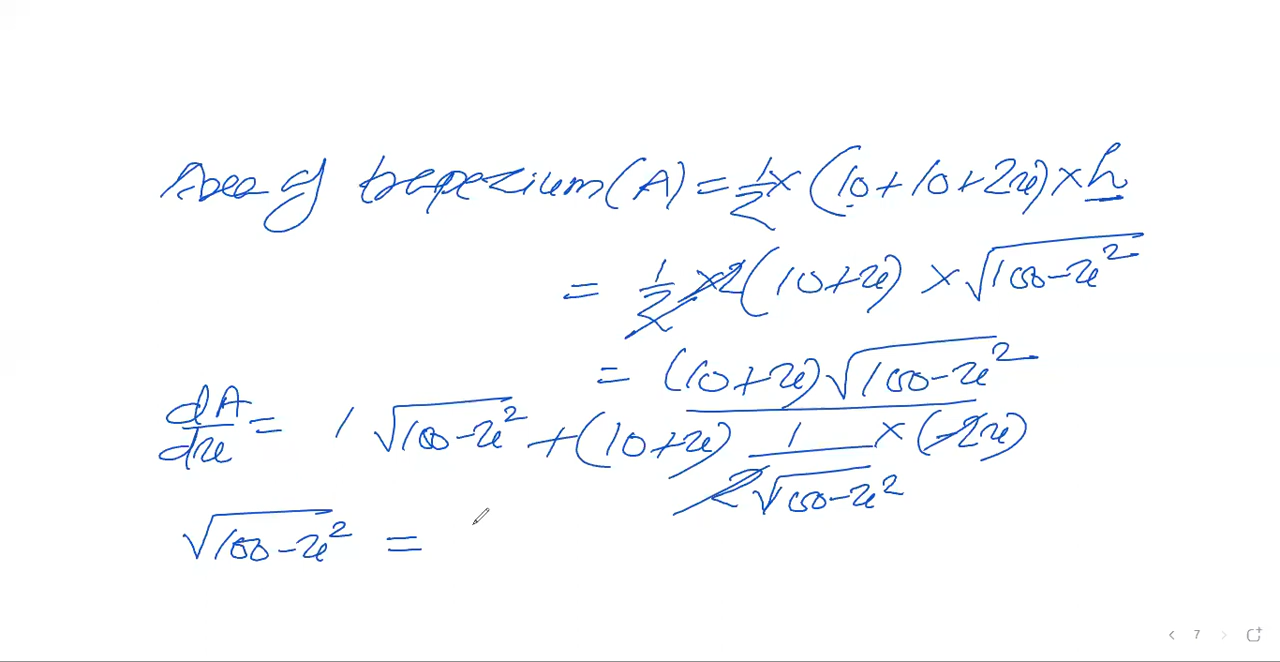 Area of trapezium (A) = 1/2 × (10 + 10 + 2x) × h
= 1/2 × 2 (10 + x) × √(100 - x²)
= (10 + x) √(100 - x²)
dA/dx = 1 √(100 - x²) + (10 + x) 1/(2√(100 - x²)) × (-2x)
√(100 - x²) =
7